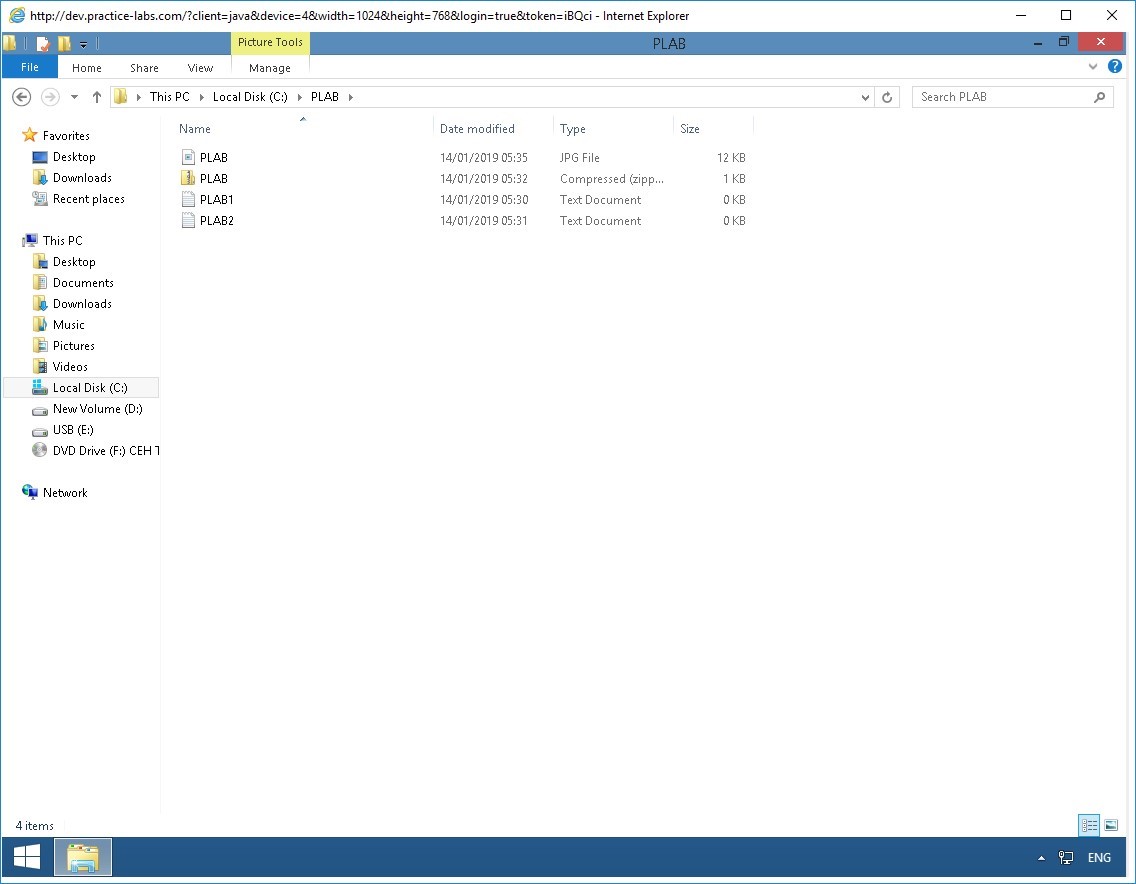 http://dev.practice-labs.com/?client=java&device=4&width=1024&height=768&login=true&token=iBQci - Internet Explorer
Picture Tools PLAB
File Home Share View Manage
This PC Local Disk (C:) PLAB Search PLAB
Name Date modified Type Size
PLAB 14/01/2019 05:35 JPG File 12 KB
PLAB 14/01/2019 05:32 Compressed (zipp... 1 KB
PLAB1 14/01/2019 05:30 Text Document 0 KB
PLAB2 14/01/2019 05:31 Text Document 0 KB
Favorites
Desktop
Downloads
Recent places
This PC
Desktop
Documents
Downloads
Music
Pictures
Videos
Local Disk (C:)
New Volume (D:)
USB (E:)
DVD Drive (F:) CEH T
Network
4 items
ENG